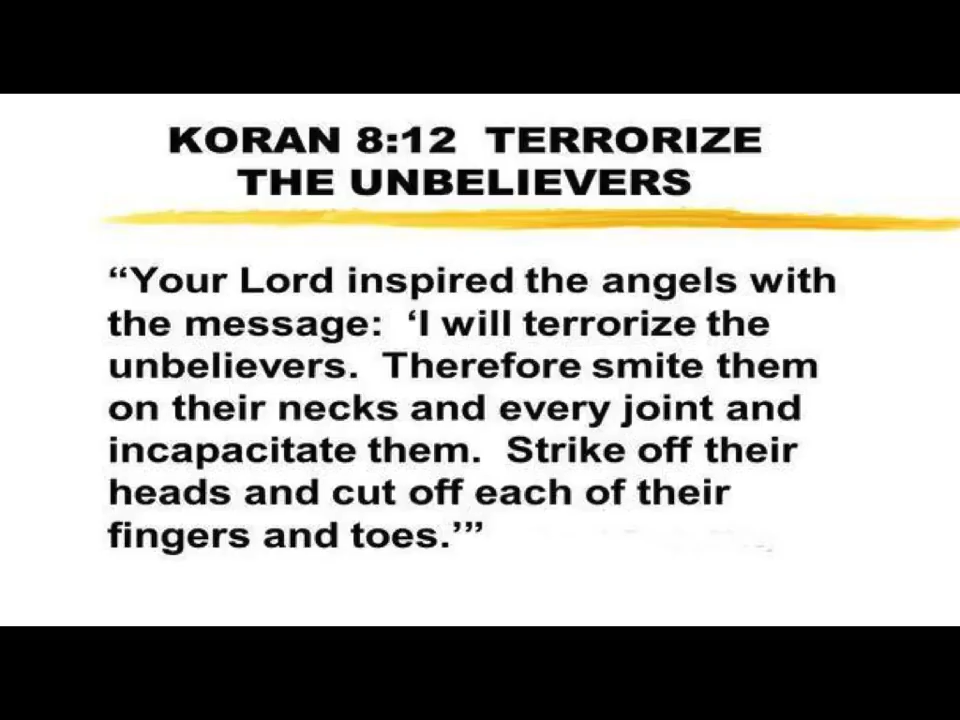 KORAN 8:12 TERRORIZE
THE UNBELIEVERS
“Your Lord inspired the angels with
the message: ‘I will terrorize the
unbelievers. Therefore smite them
on their necks and every joint and
incapacitate them. Strike off their
heads and cut off each of their
fingers and toes.’”